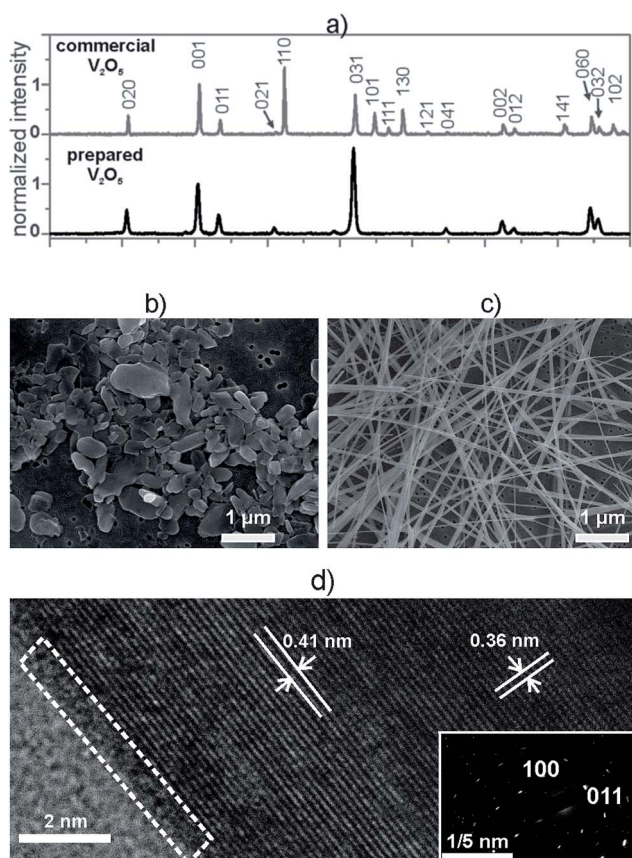 a)
commercial
V₂O₅
020
001
011
021
110
031
101
111
130
121
041
002
012
141
060
032
102
1
0
prepared
V₂O₅
1
0
normalized intensity
b)
c)
1 µm
1 µm
d)
0.41 nm
0.36 nm
2 nm
100
011
1/5 nm